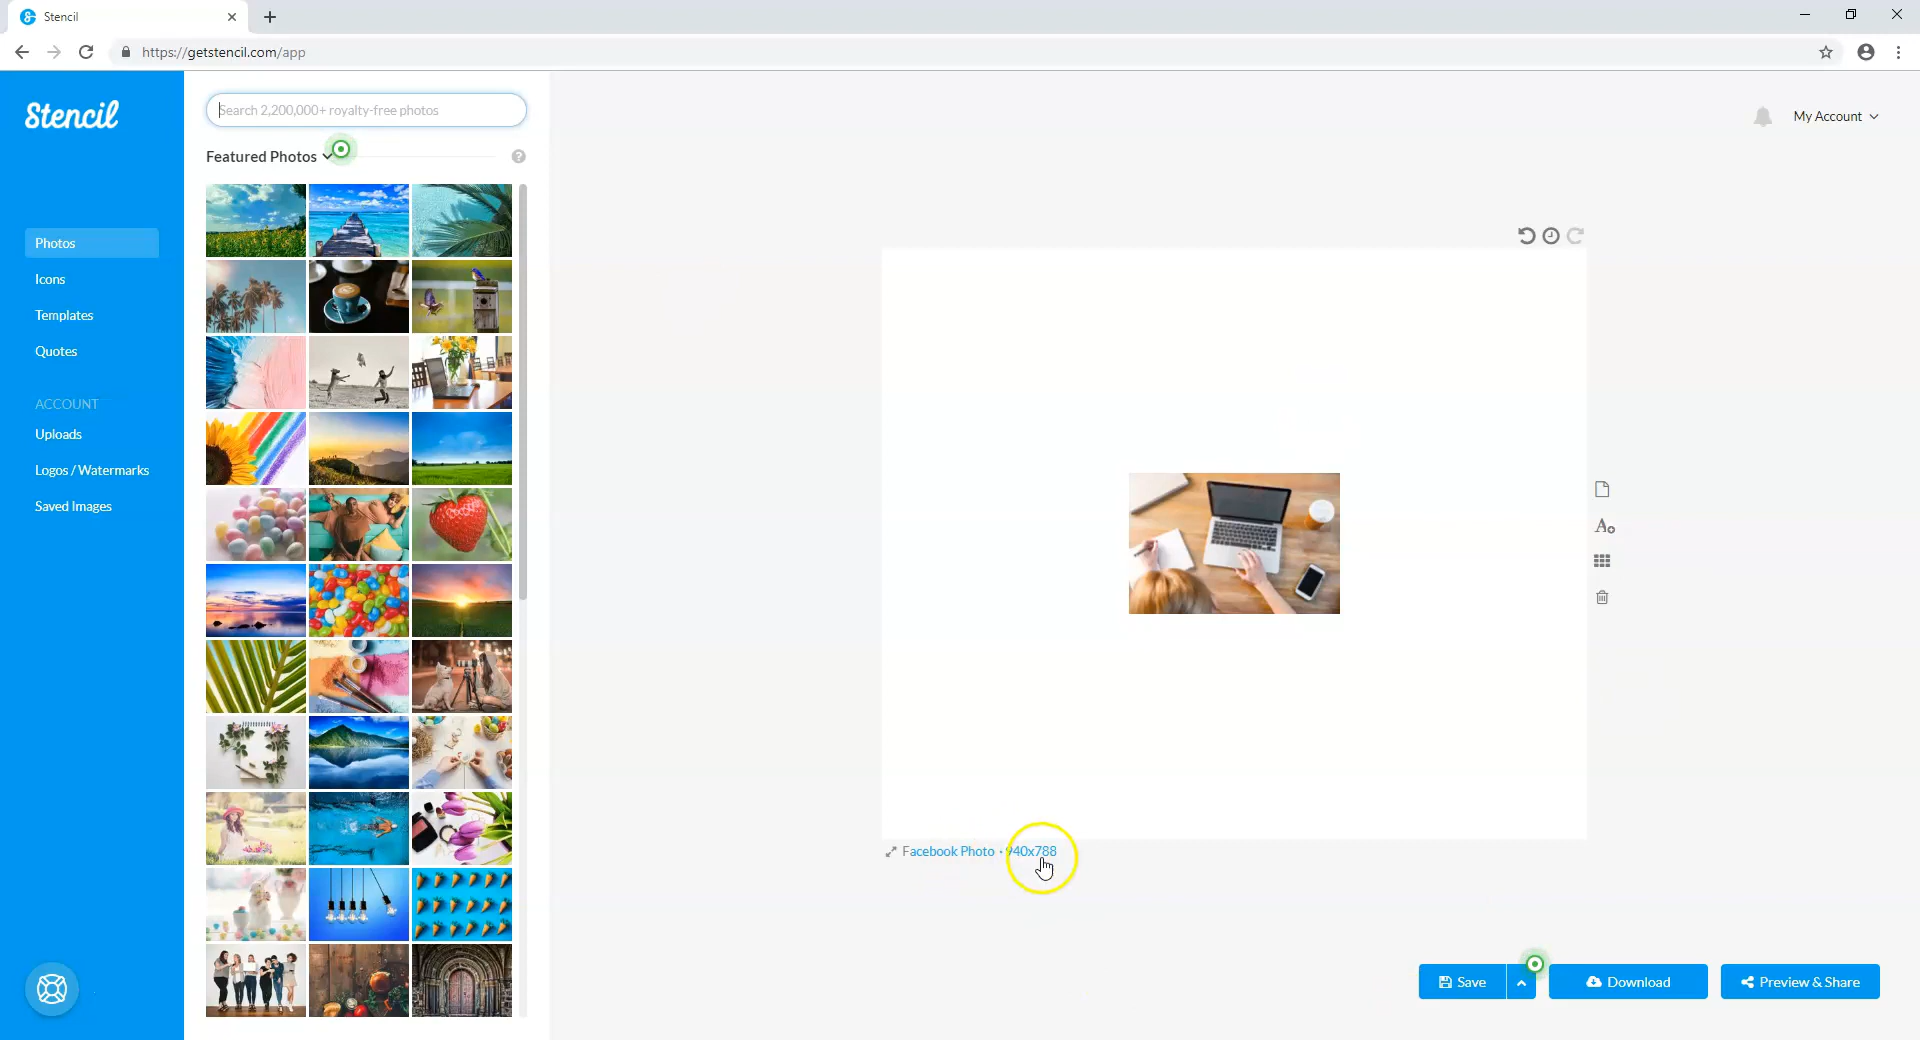 Stencil
https://getstencil.com/app
Stencil
Search 2,200,000+ royalty-free photos
My Account
Featured Photos
?
Photos
Icons
Templates
Quotes
ACCOUNT
Uploads
Logos / Watermarks
Saved Images
Facebook Photo • 940x788
Save
Download
Preview & Share